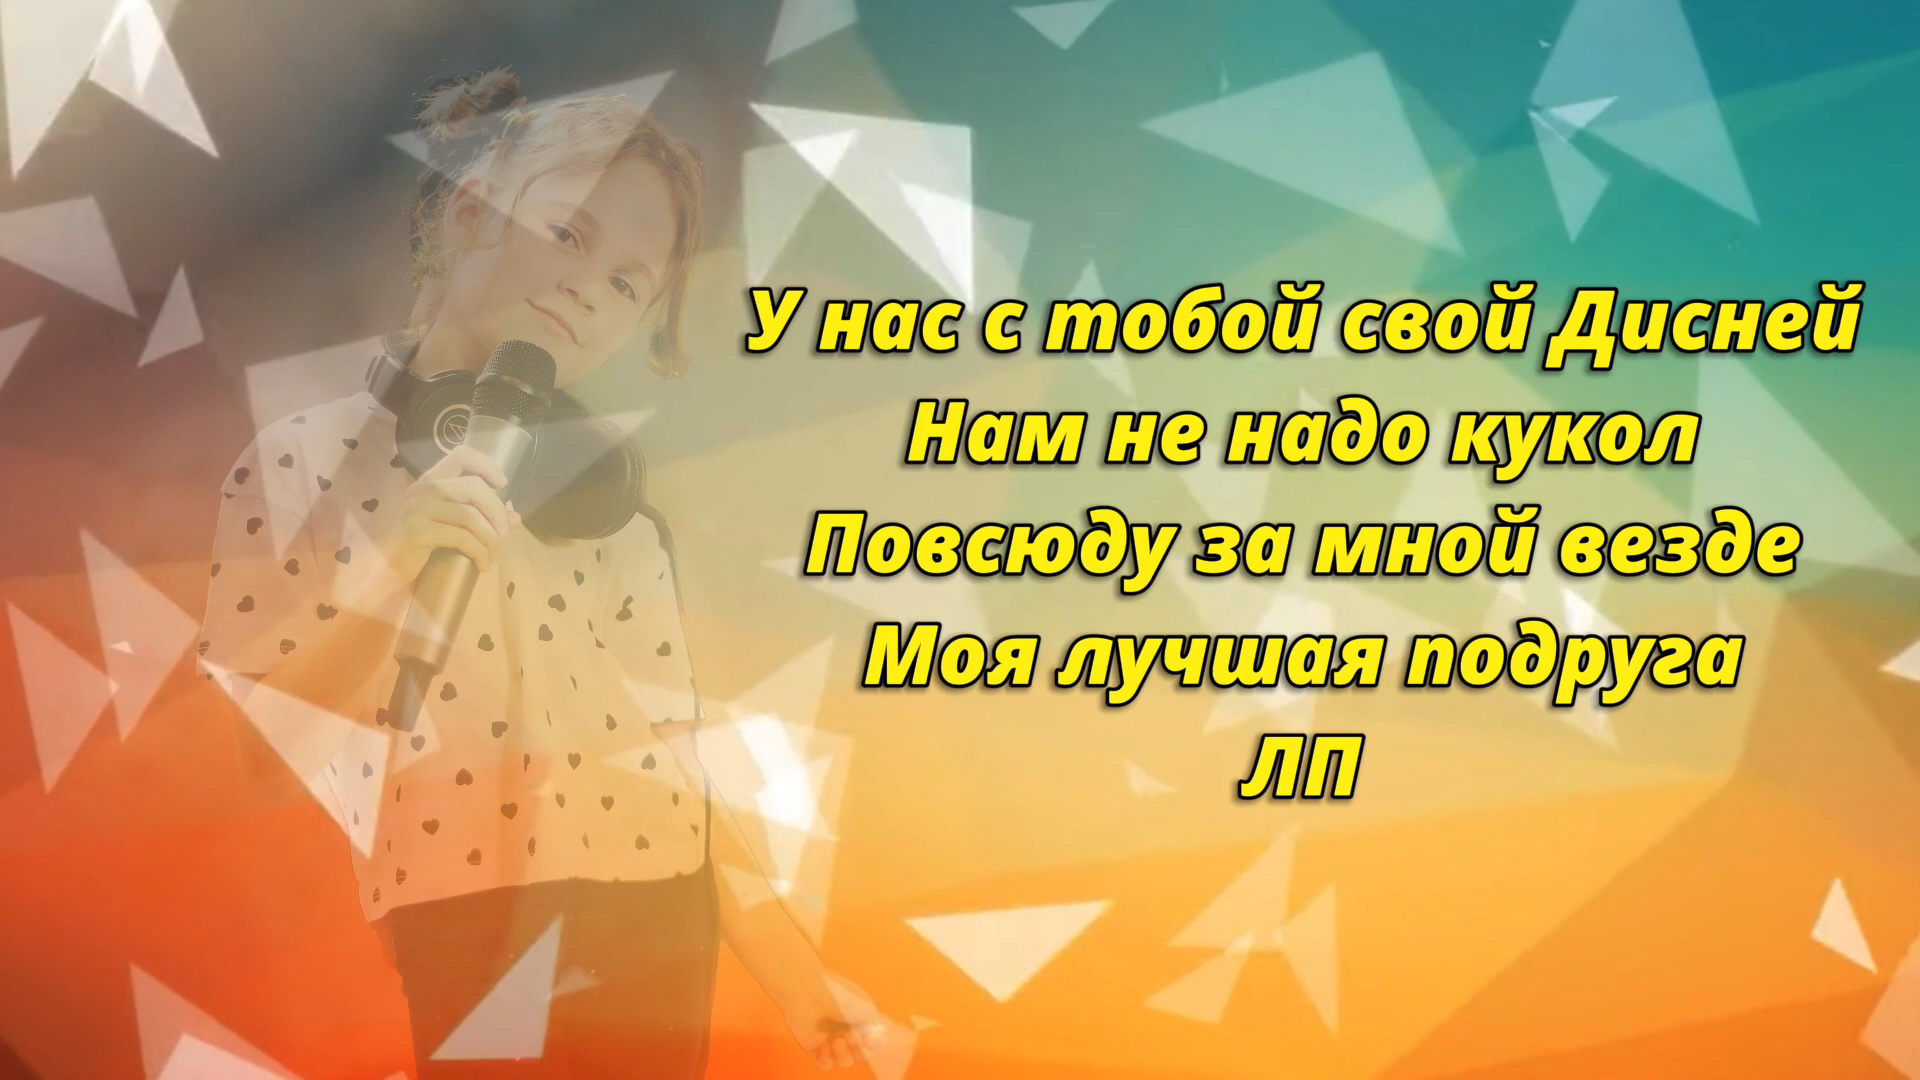 У нас с тобой свой Дисней
Нам не надо кукол
Повсюду за мной везде
Моя лучшая подруга
ЛП